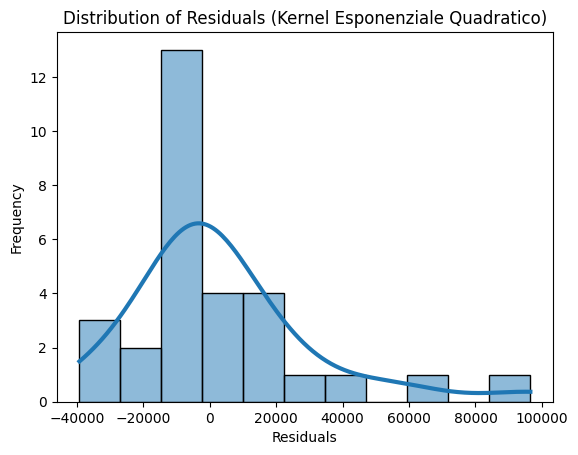 Distribution of Residuals (Kernel Esponenziale Quadratico)
12
10
8
6
4
2
0
Frequency
−40000 −20000 0 20000 40000 60000 80000 100000
Residuals